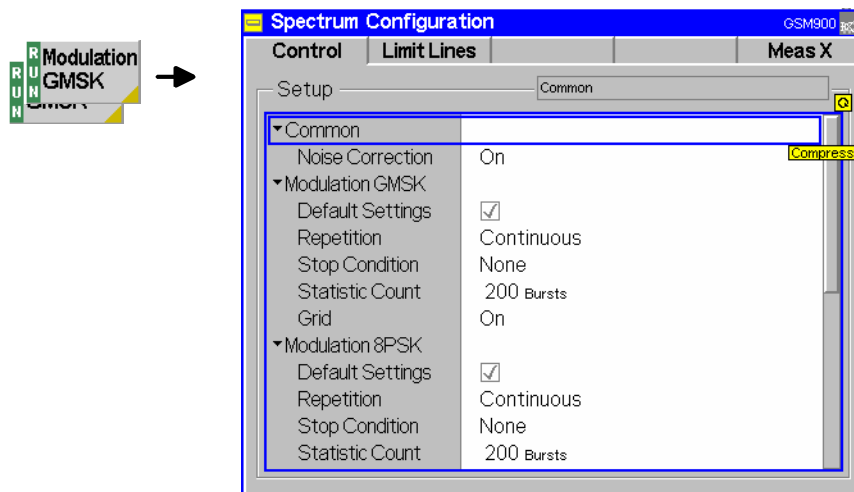 RUN Modulation GMSK
RUN GMSK
Spectrum Configuration GSM900
Control Limit Lines Meas X
Setup Common
Common
Compress
Noise Correction On
Modulation GMSK
Default Settings
Repetition Continuous
Stop Condition None
Statistic Count 200 Bursts
Grid On
Modulation 8PSK
Default Settings
Repetition Continuous
Stop Condition None
Statistic Count 200 Bursts